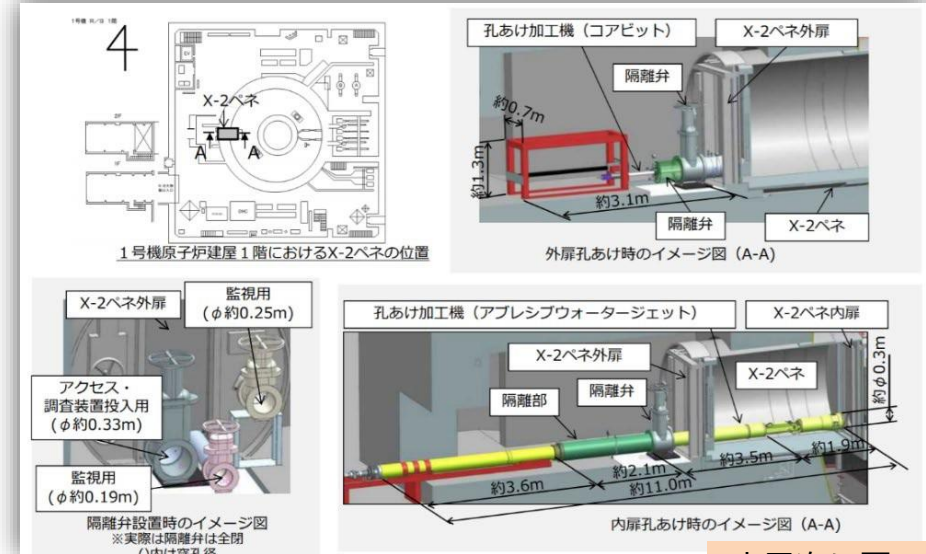 1号機 R/B 1階
4
X-2ペネ
A
A
1号機原子炉建屋1階におけるX-2ペネの位置
孔あけ加工機（コアビット）
X-2ペネ外扉
隔離弁
約0.7m
約1.3m
約3.1m
隔離弁
X-2ペネ
外扉孔あけ時のイメージ図（A-A)
X-2ペネ外扉
監視用
（φ約0.25m）
アクセス・
調査装置投入用
（φ約0.33m）
監視用
（φ約0.19m）
隔離弁設置時のイメージ図
※実際は隔離弁は全閉
()内は穿孔径
孔あけ加工機（アブレシブウォータージェット）
X-2ペネ内扉
X-2ペネ外扉
X-2ペネ
隔離部
隔離弁
約φ0.3m
約1.9m
約3.5m
約2.1m
約3.6m
約11.0m
内扉孔あけ時のイメージ図（A-A)